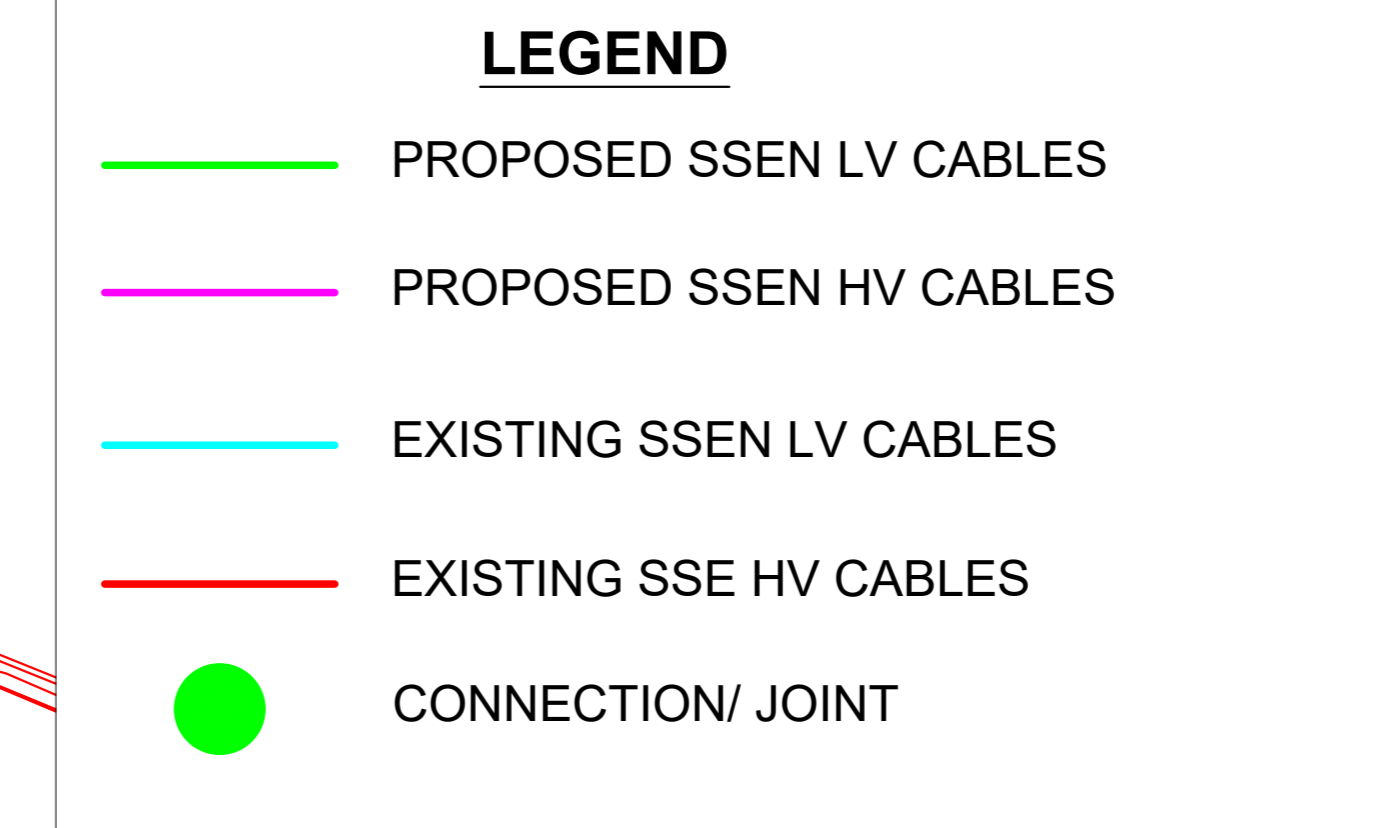 LEGEND
PROPOSED SSEN LV CABLES
PROPOSED SSEN HV CABLES
EXISTING SSEN LV CABLES
EXISTING SSE HV CABLES
CONNECTION/ JOINT